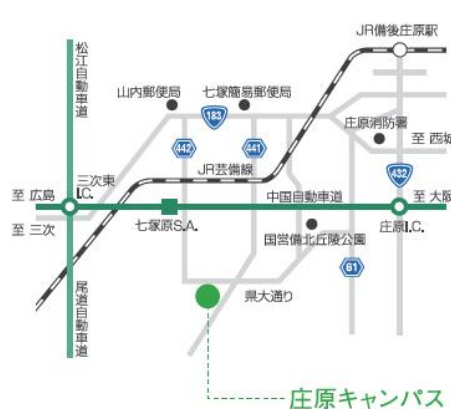 JR備後庄原駅
松江自動車道
山内郵便局
七塚簡易郵便局
183
庄原消防署
442
441
至 西城
JR芸備線
432
三次東
I.C.
至 広島
中国自動車道
至 大阪
至 三次
七塚原S.A.
国営備北丘陵公園
庄原I.C.
61
県大通り
尾道自動車道
庄原キャンパス